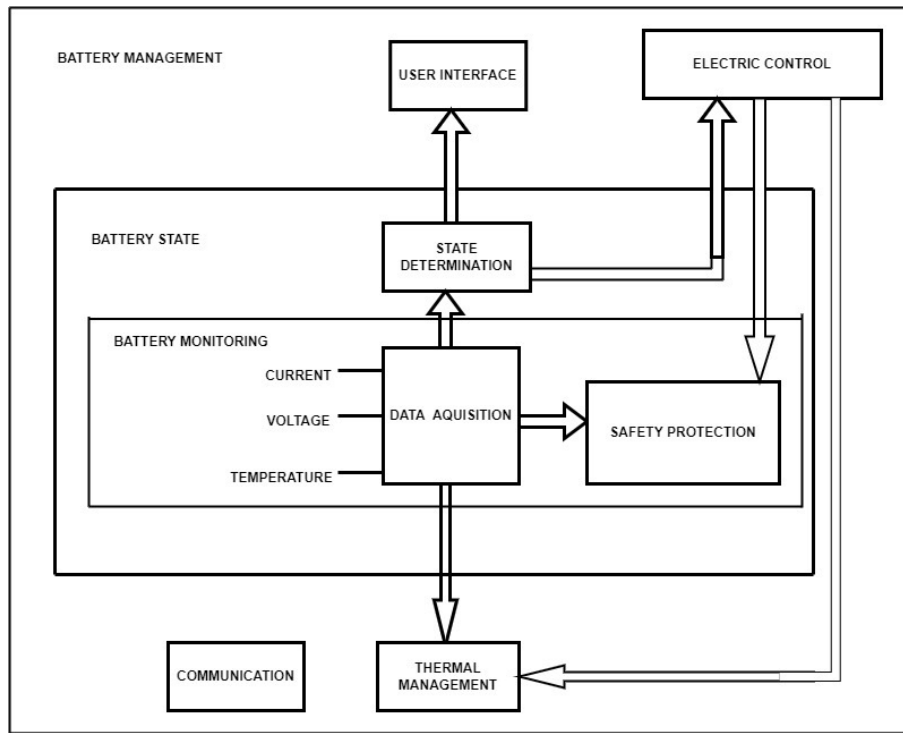 BATTERY MANAGEMENT
USER INTERFACE
ELECTRIC CONTROL
BATTERY STATE
STATE
DETERMINATION
BATTERY MONITORING
CURRENT
VOLTAGE
TEMPERATURE
DATA AQUISITION
SAFETY PROTECTION
COMMUNICATION
THERMAL
MANAGEMENT